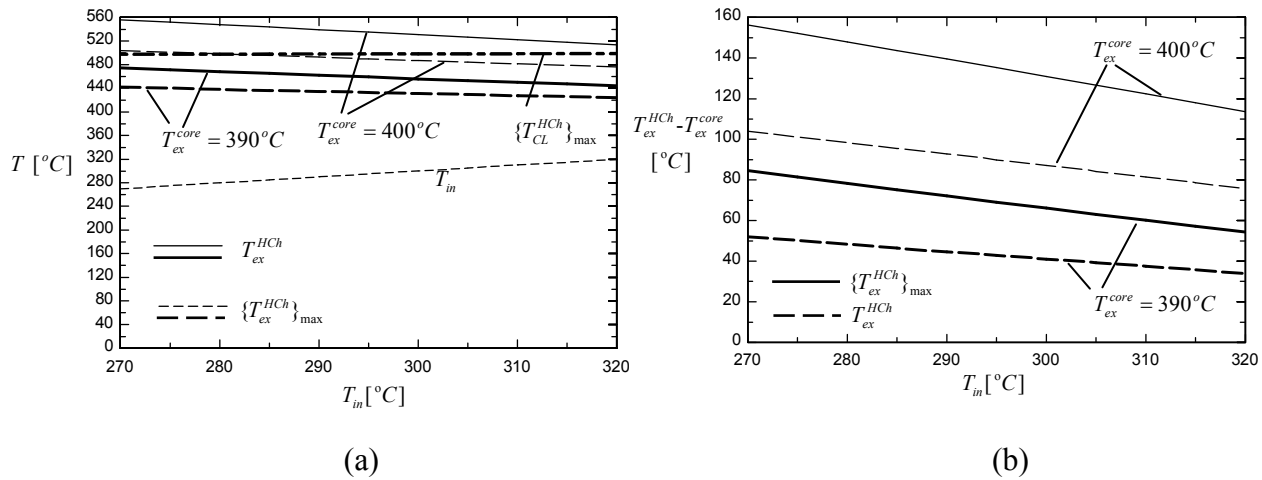 560
520
480
440
400
360
320
280
240
200
160
120
80
40
0
T [°C]
T_ex^core = 390°C
T_ex^core = 400°C
{T_CL^HCh}_max
T_in
T_ex^HCh
{T_ex^HCh}_max
270 280 290 300 310 320
T_in [°C]
(a)
160
140
120
100
80
60
40
20
0
T_ex^HCh - T_ex^core
[°C]
T_ex^core = 400°C
{T_ex^HCh}_max
T_ex^HCh
T_ex^core = 390°C
270 280 290 300 310 320
T_in [°C]
(b)